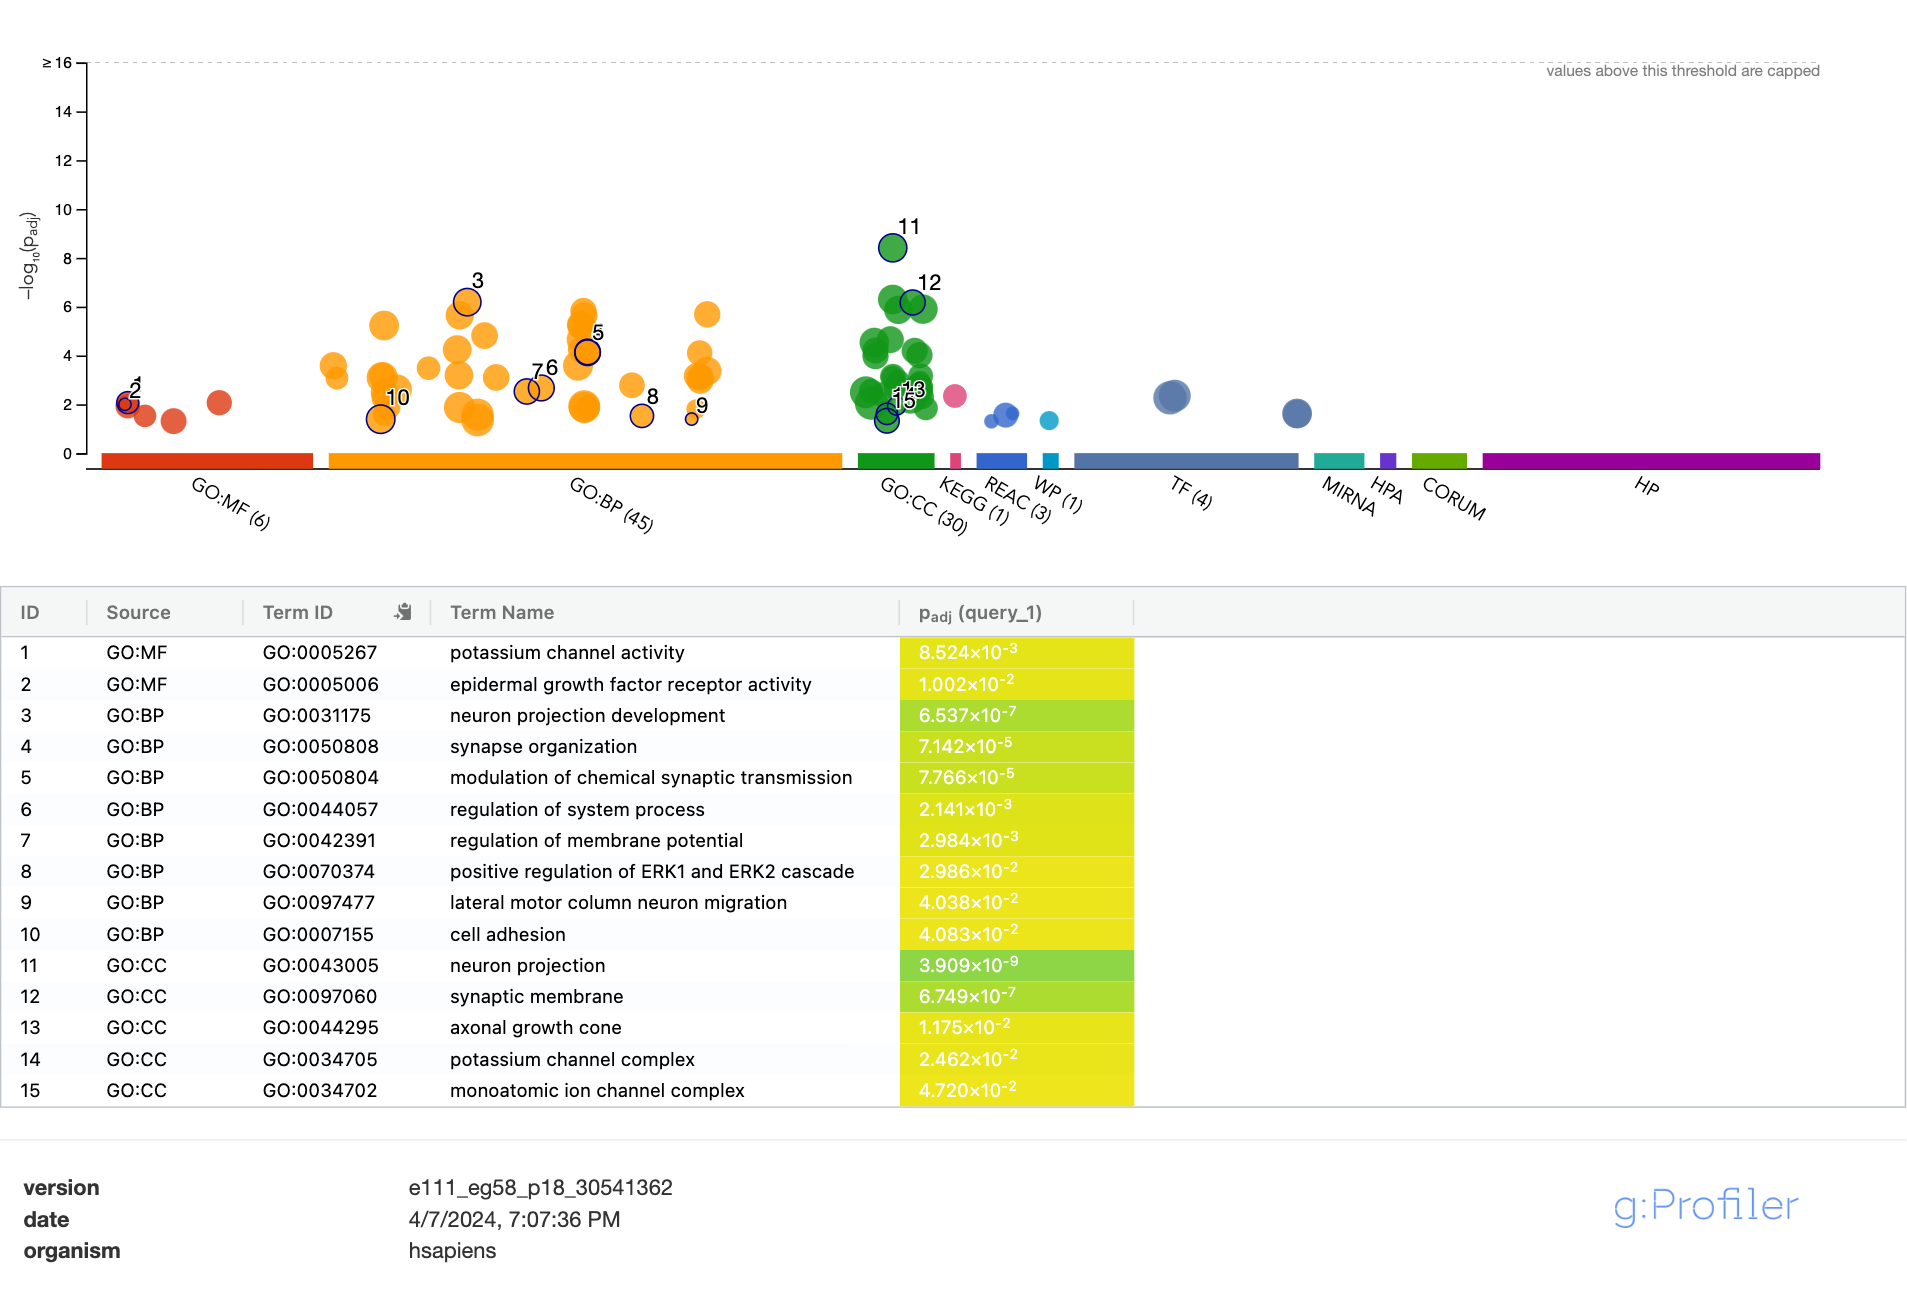 ≥ 16
values above this threshold are capped
14
12
10
8
6
4
2
0
–log₁₀(p_adj)
11
3
12
5
7 6
1
2
10
8
9
13
15
GO:MF (6)
GO:BP (45)
GO:CC (30)
KEGG (1)
REAC (3)
WP (1)
TF (4)
MIRNA
HPA
CORUM
HP
ID Source Term ID Term Name p_adj (query_1)
1 GO:MF GO:0005267 potassium channel activity 8.524×10⁻³
2 GO:MF GO:0005006 epidermal growth factor receptor activity 1.002×10⁻²
3 GO:BP GO:0031175 neuron projection development 6.537×10⁻⁷
4 GO:BP GO:0050808 synapse organization 7.142×10⁻⁵
5 GO:BP GO:0050804 modulation of chemical synaptic transmission 7.766×10⁻⁵
6 GO:BP GO:0044057 regulation of system process 2.141×10⁻³
7 GO:BP GO:0042391 regulation of membrane potential 2.984×10⁻³
8 GO:BP GO:0070374 positive regulation of ERK1 and ERK2 cascade 2.986×10⁻²
9 GO:BP GO:0097477 lateral motor column neuron migration 4.038×10⁻²
10 GO:BP GO:0007155 cell adhesion 4.083×10⁻²
11 GO:CC GO:0043005 neuron projection 3.909×10⁻⁹
12 GO:CC GO:0097060 synaptic membrane 6.749×10⁻⁷
13 GO:CC GO:0044295 axonal growth cone 1.175×10⁻²
14 GO:CC GO:0034705 potassium channel complex 2.462×10⁻²
15 GO:CC GO:0034702 monoatomic ion channel complex 4.720×10⁻²
version e111_eg58_p18_30541362
date 4/7/2024, 7:07:36 PM
organism hsapiens
g:Profiler